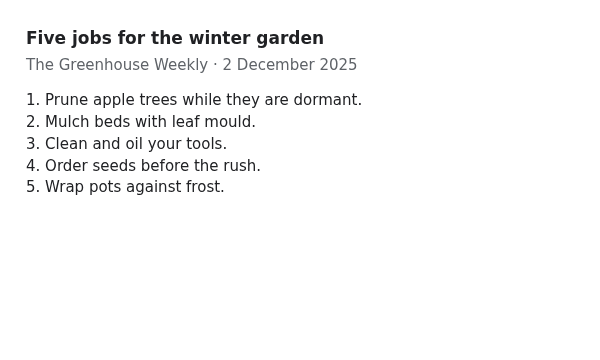 Five jobs for the winter garden
The Greenhouse Weekly · 2 December 2025
1. Prune apple trees while they are dormant.
2. Mulch beds with leaf mould.
3. Clean and oil your tools.
4. Order seeds before the rush.
5. Wrap pots against frost.